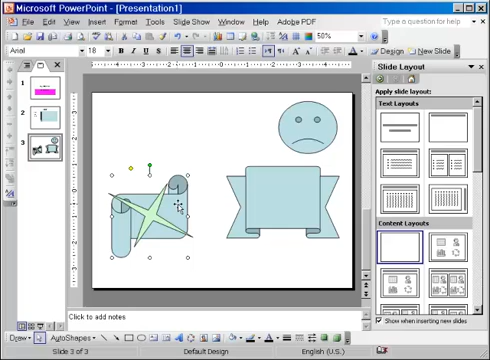 Microsoft PowerPoint - [Presentation1]
File Edit View Insert Format Tools Slide Show Window Help Adobe PDF
Type a question for help
50%
Arial 18 B I U S Design New Slide
Slide Layout
Apply slide layout:
Text Layouts
Content Layouts
Show when inserting new slides
1
2
3
Click to add notes
Draw AutoShapes
Slide 3 of 3 Default Design English (U.S.)